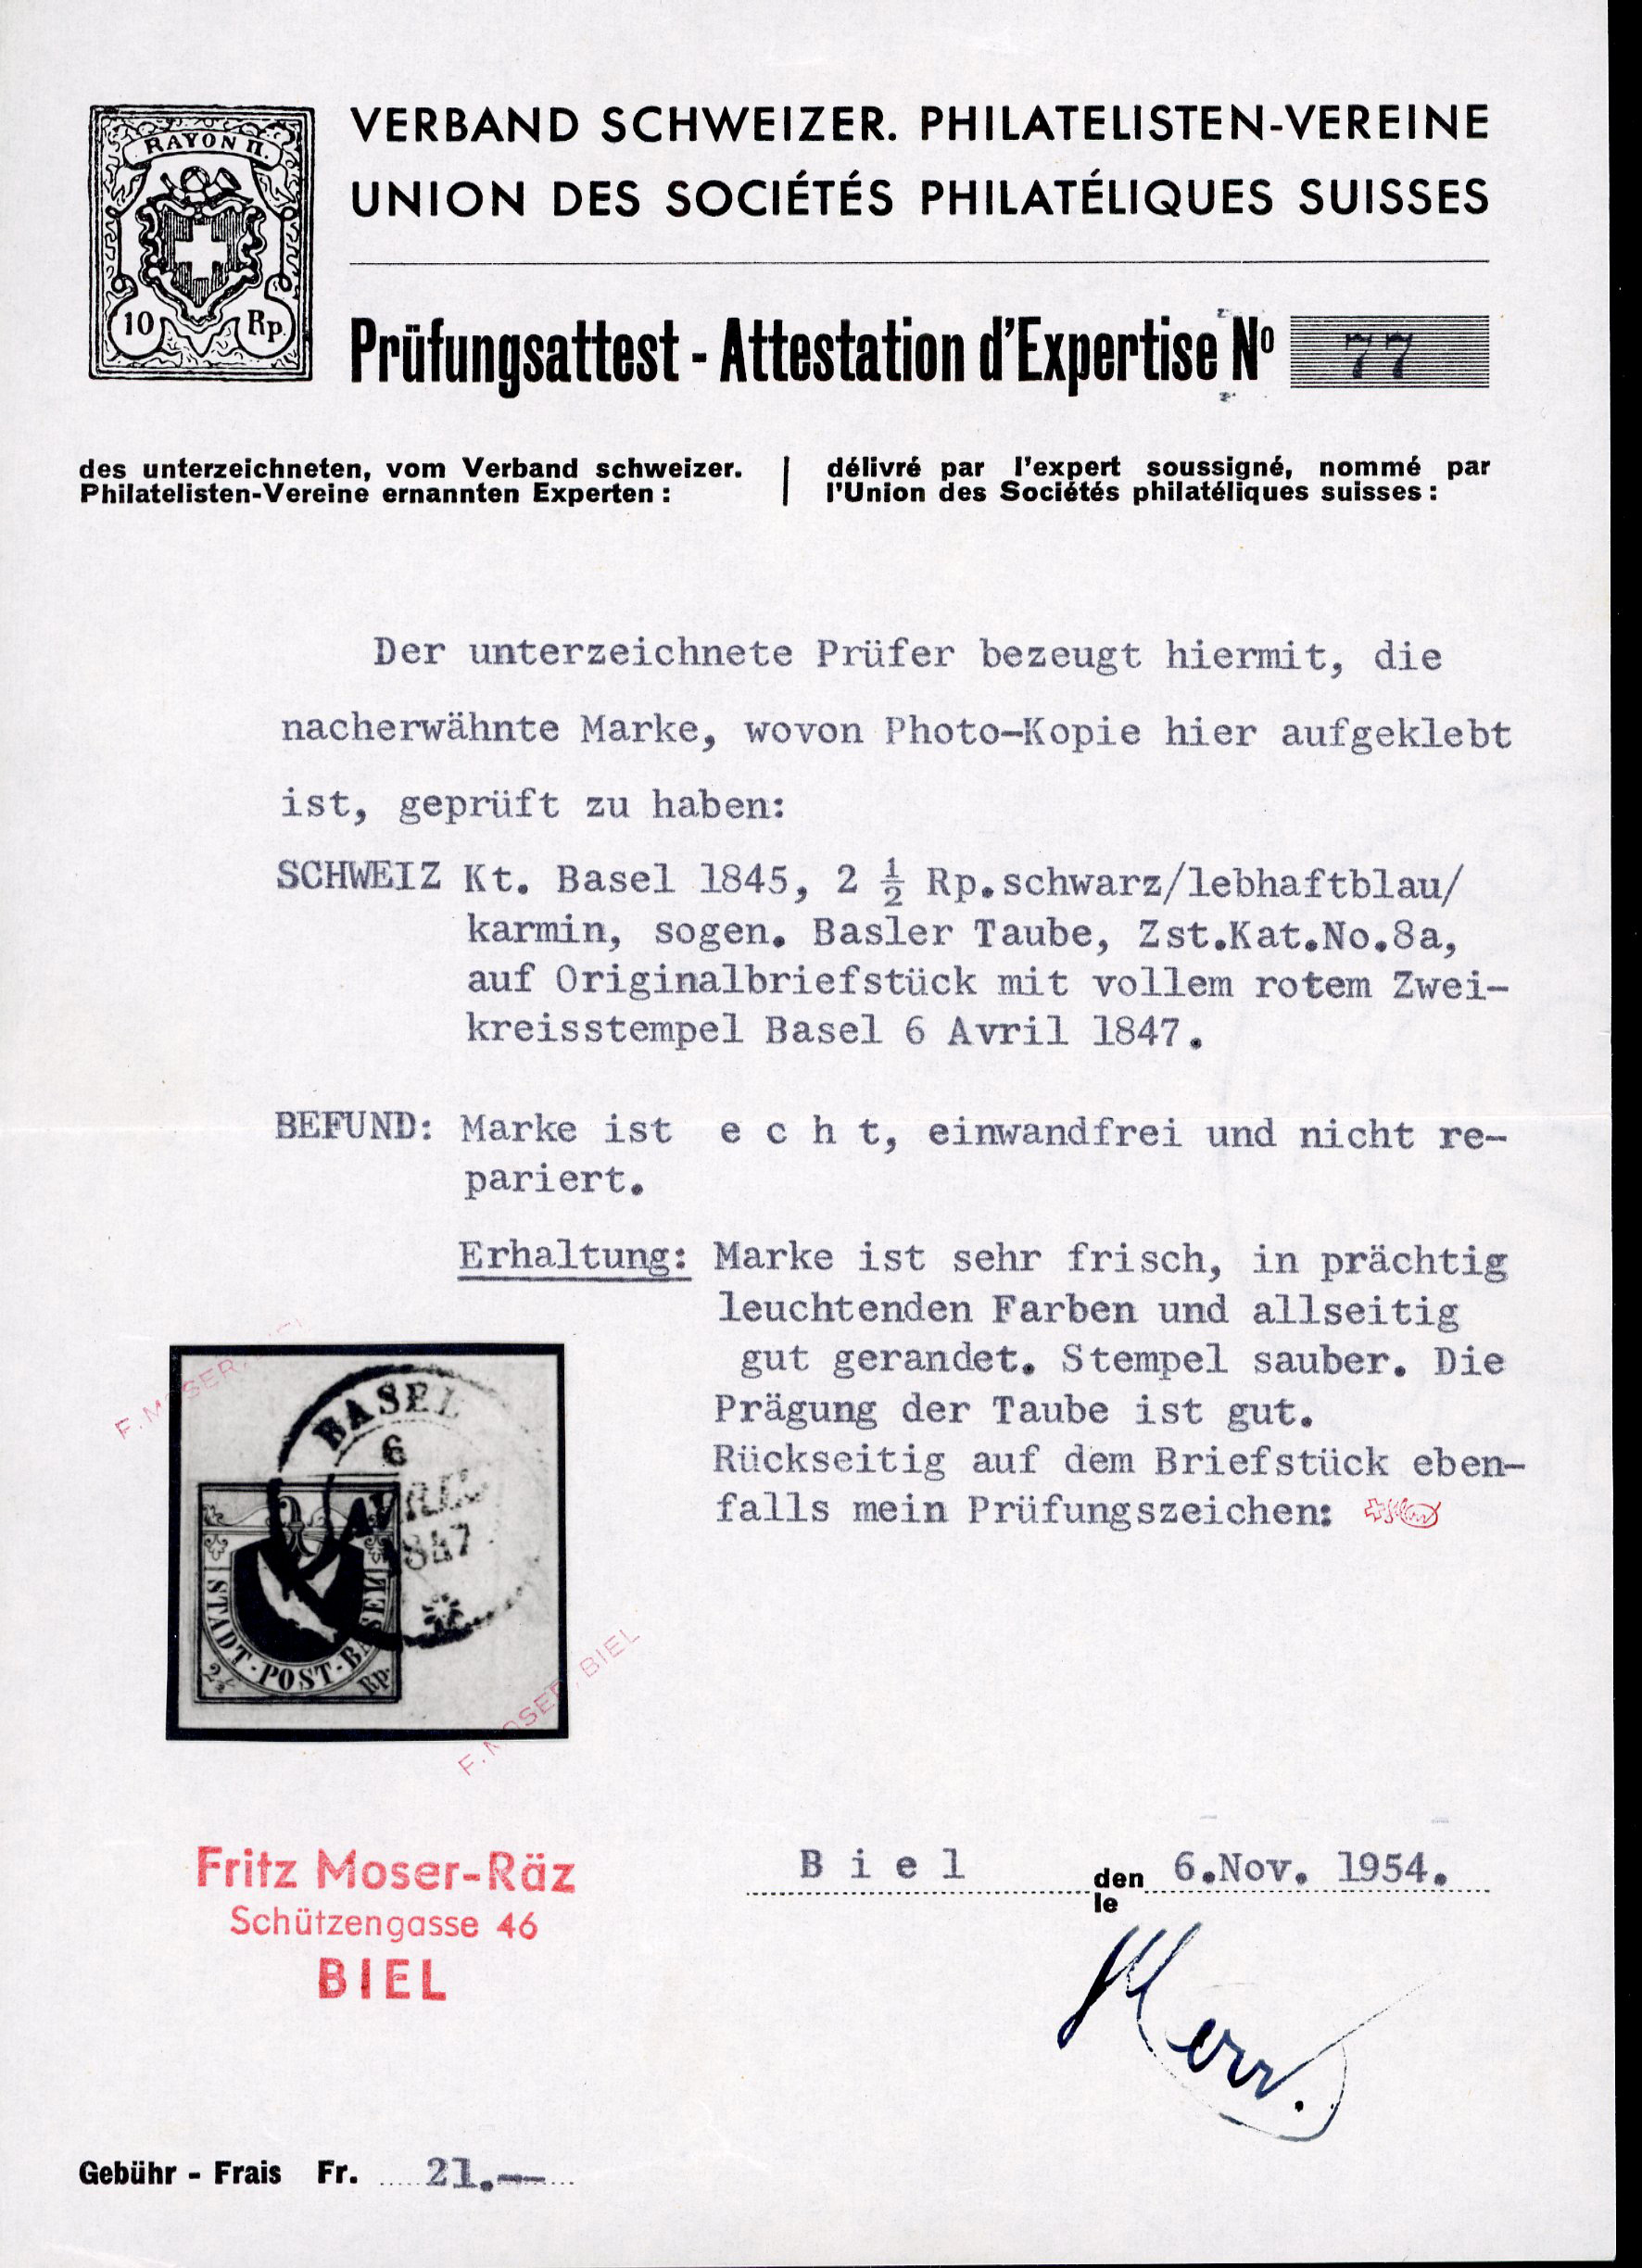 RAYON II.
10 Rp.
VERBAND SCHWEIZER. PHILATELISTEN-VEREINE
UNION DES SOCIÉTÉS PHILATÉLIQUES SUISSES
Prüfungsattest - Attestation d'Expertise No 77
des unterzeichneten, vom Verband schweizer.
Philatelisten-Vereine ernannten Experten :
délivré par l'expert soussigné, nommé par
l'Union des Sociétés philatéliques suisses :
Der unterzeichnete Prüfer bezeugt hiermit, die
nacherwähnte Marke, wovon Photo-Kopie hier aufgeklebt
ist, geprüft zu haben:
SCHWEIZ Kt. Basel 1845, 2 ½ Rp.schwarz/lebhaftblau/
karmin, sogen. Basler Taube, Zst.Kat.No.8a,
auf Originalbriefstück mit vollem rotem Zwei-
kreisstempel Basel 6 Avril 1847.
BEFUND: Marke ist e c h t, einwandfrei und nicht re-
pariert.
Erhaltung: Marke ist sehr frisch, in prächtig
leuchtenden Farben und allseitig
gut gerandet. Stempel sauber. Die
Prägung der Taube ist gut.
Rückseitig auf dem Briefstück eben-
falls mein Prüfungszeichen:
F. MOSER,
BASEL
6
AVRIL
1847
STADT-POST-BASEL
2½ Rp.
F. MOSER, BIEL
Fritz Moser-Räz
Schützengasse 46
BIEL
B i e l den 6.Nov. 1954.
le
Gebühr - Frais Fr. 21.--